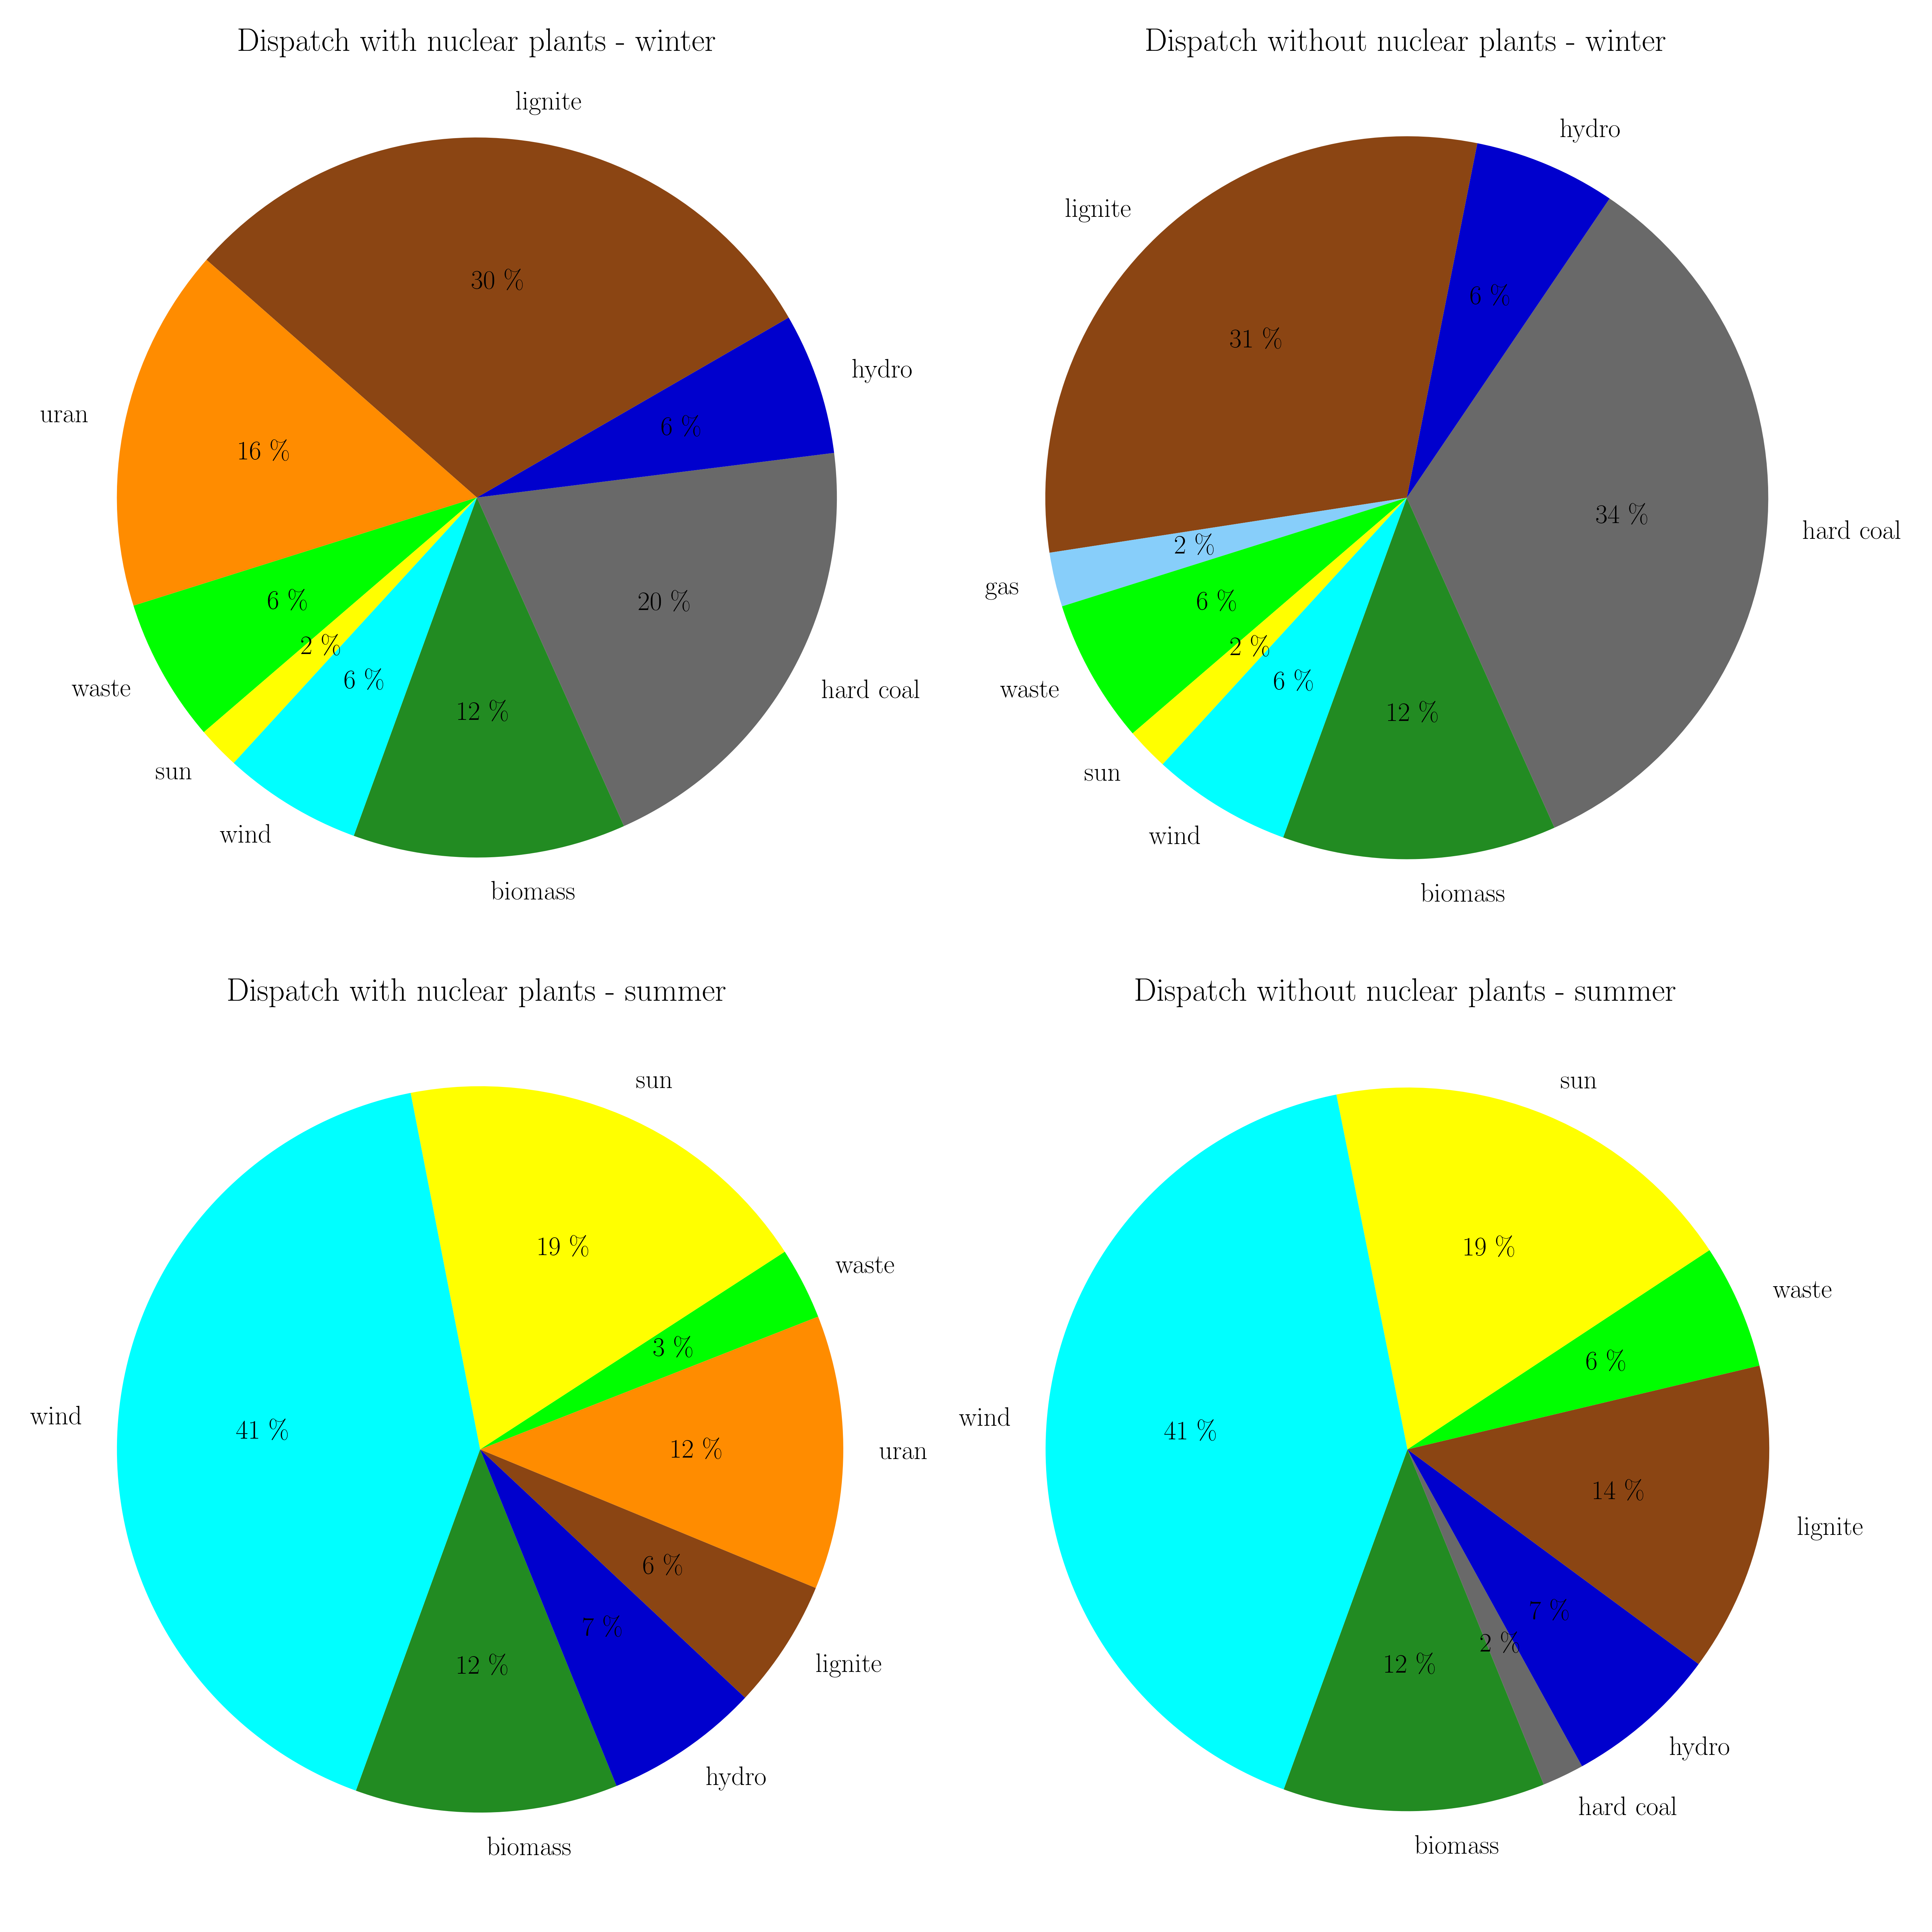 Dispatch with nuclear plants - winter
lignite
30 %
hydro
6 %
uran
16 %
20 %
hard coal
6 %
2 %
6 %
12 %
waste
sun
wind
biomass
Dispatch without nuclear plants - winter
hydro
lignite
6 %
31 %
34 %
hard coal
2 %
gas
6 %
2 %
6 %
12 %
waste
sun
wind
biomass
Dispatch with nuclear plants - summer
sun
19 %
waste
3 %
wind
41 %
12 %
uran
6 %
7 %
12 %
lignite
hydro
biomass
Dispatch without nuclear plants - summer
sun
19 %
waste
6 %
wind
41 %
14 %
lignite
7 %
2 %
12 %
hydro
hard coal
biomass